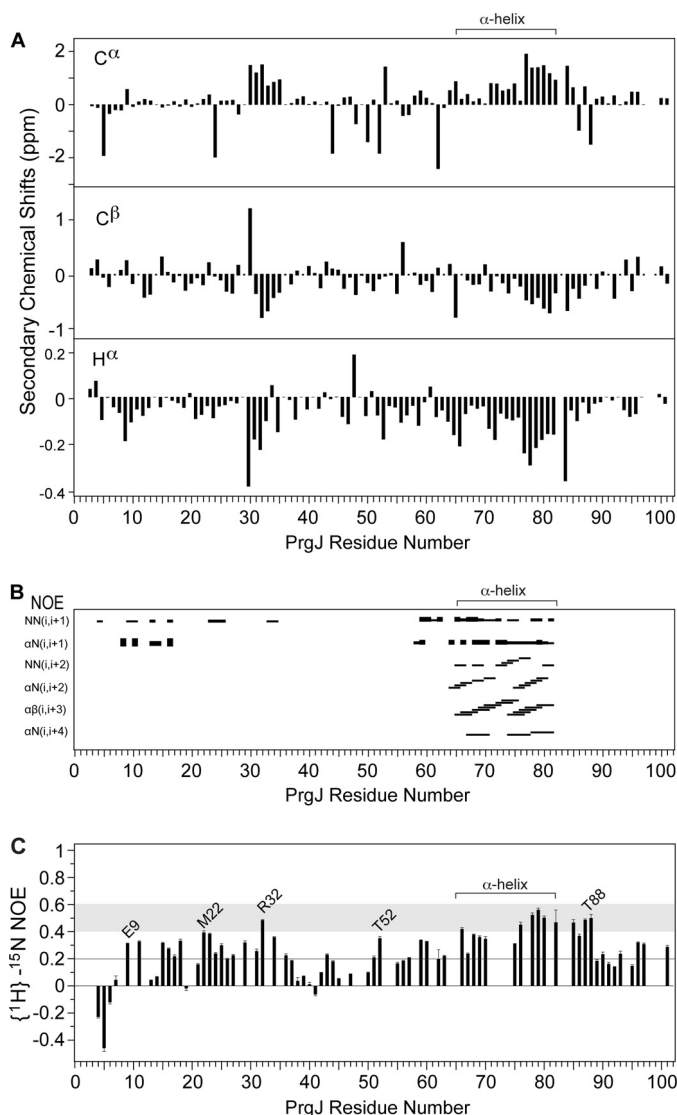 α-helix
A
Secondary Chemical Shifts (ppm)
Cα
2
0
-2
Cβ
1
0
-1
Hα
0.2
0
-0.2
-0.4
0 10 20 30 40 50 60 70 80 90 100
PrgJ Residue Number
B
NOE
α-helix
NN(i,i+1)
αN(i,i+1)
NN(i,i+2)
αN(i,i+2)
αβ(i,i+3)
αN(i,i+4)
0 10 20 30 40 50 60 70 80 90 100
PrgJ Residue Number
C
{1H} -15N NOE
1
0.8
0.6
0.4
0.2
0
-0.2
-0.4
E9
M22
R32
T52
α-helix
T88
0 10 20 30 40 50 60 70 80 90 100
PrgJ Residue Number